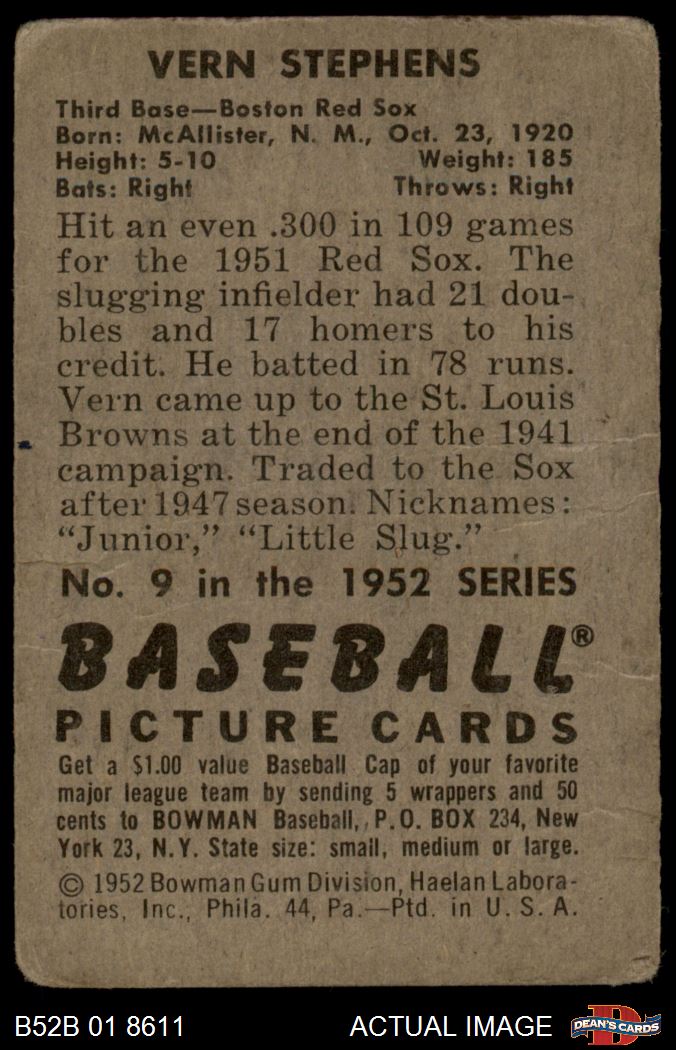 VERN STEPHENS
Third Base—Boston Red Sox
Born: McAllister, N. M., Oct. 23, 1920
Height: 5-10 Weight: 185
Bats: Right Throws: Right
Hit an even .300 in 109 games
for the 1951 Red Sox. The
slugging infielder had 21 dou-
bles and 17 homers to his
credit. He batted in 78 runs.
Vern came up to the St. Louis
Browns at the end of the 1941
campaign. Traded to the Sox
after 1947 season. Nicknames:
“Junior,” “Little Slug.”
No. 9 in the 1952 SERIES
BASEBALL®
PICTURE CARDS
Get a $1.00 value Baseball Cap of your favorite
major league team by sending 5 wrappers and 50
cents to BOWMAN Baseball, P.O. BOX 234, New
York 23, N.Y. State size: small, medium or large.
© 1952 Bowman Gum Division, Haelan Labora-
tories, Inc., Phila. 44, Pa.—Ptd. in U. S. A.
B52B 01 8611 ACTUAL IMAGE D DEAN'S CARDS